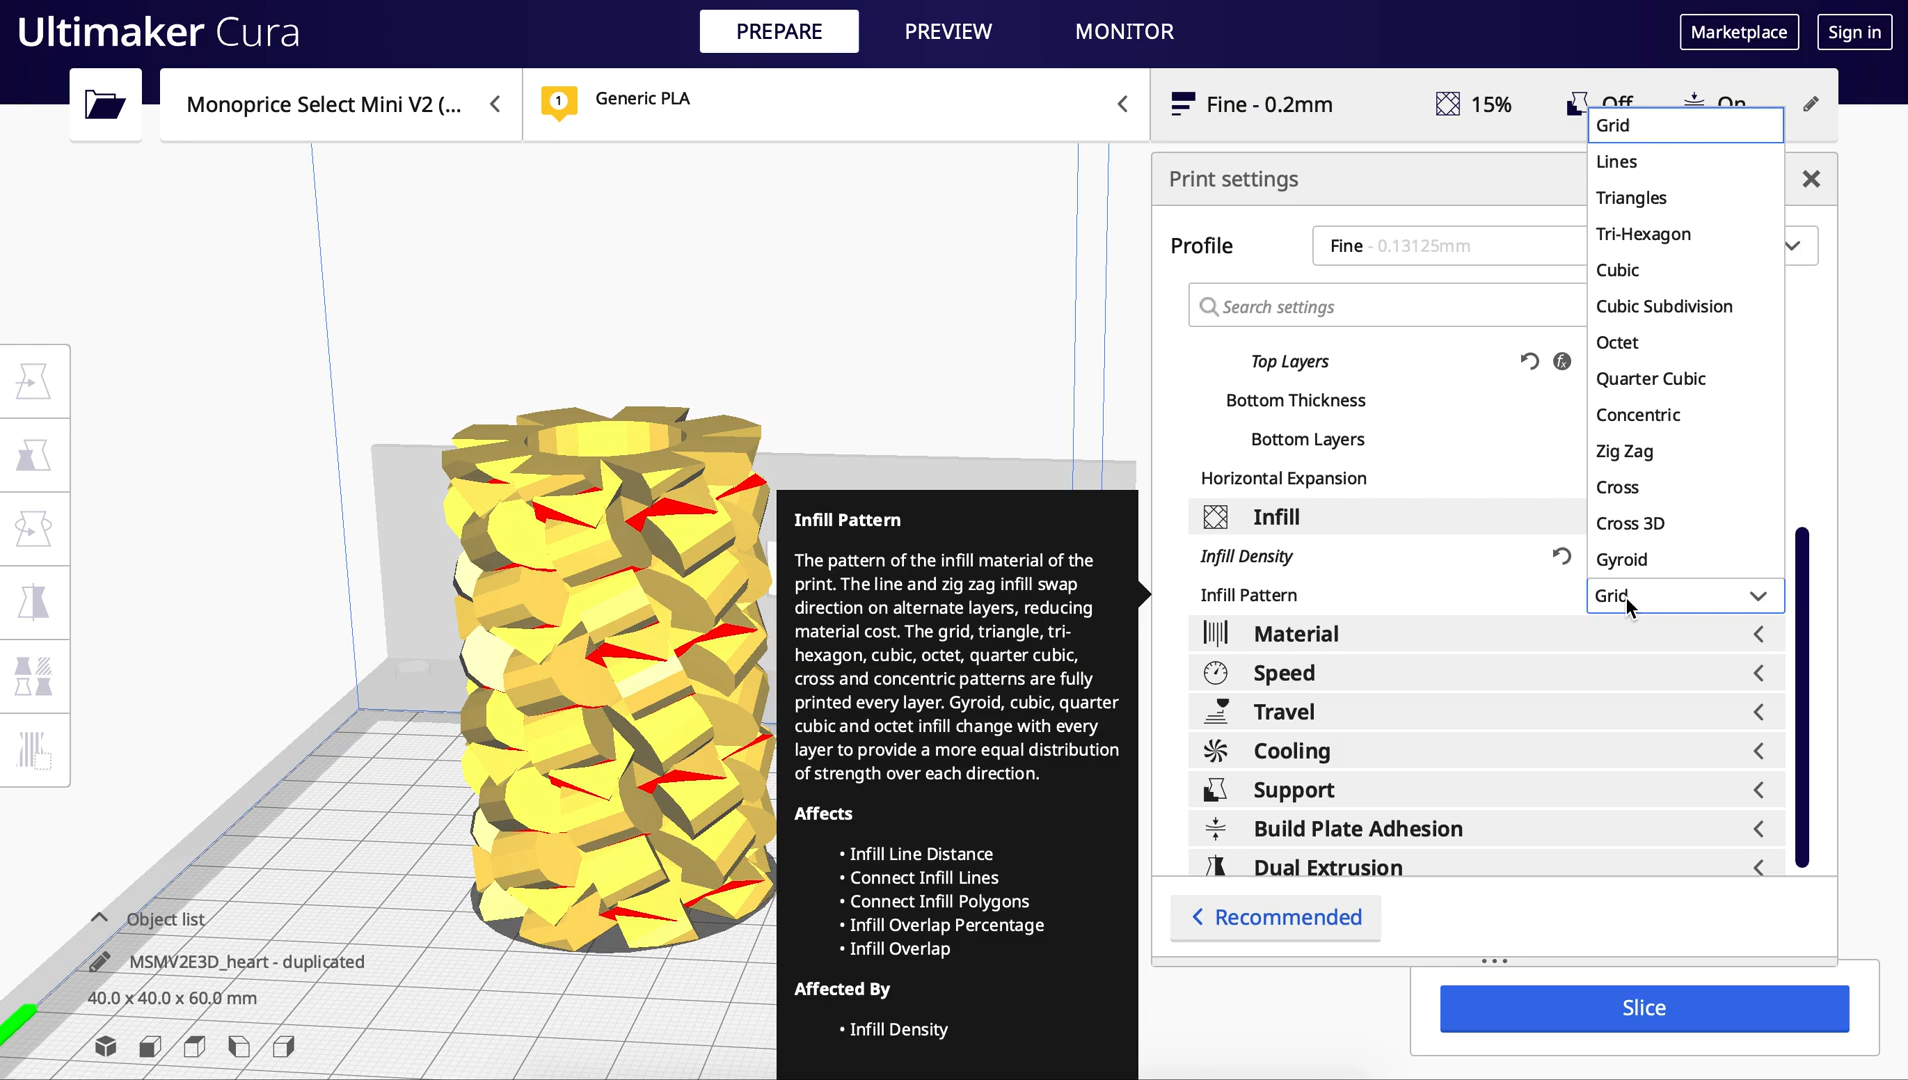 Ultimaker Cura
PREPARE
PREVIEW
MONITOR
Marketplace
Sign in
Monoprice Select Mini V2 (...
1
Generic PLA
Fine - 0.2mm
15%
Off
On
Print settings
Profile
Fine - 0.13125mm
Search settings
Top Layers
Bottom Thickness
Bottom Layers
Horizontal Expansion
Infill
Infill Density
Infill Pattern
Grid
Lines
Triangles
Tri-Hexagon
Cubic
Cubic Subdivision
Octet
Quarter Cubic
Concentric
Zig Zag
Cross
Cross 3D
Gyroid
Grid
Material
Speed
Travel
Cooling
Support
Build Plate Adhesion
Dual Extrusion
Recommended
Slice
Infill Pattern
The pattern of the infill material of the
print. The line and zig zag infill swap
direction on alternate layers, reducing
material cost. The grid, triangle, tri-
hexagon, cubic, octet, quarter cubic,
cross and concentric patterns are fully
printed every layer. Gyroid, cubic, quarter
cubic and octet infill change with every
layer to provide a more equal distribution
of strength over each direction.
Affects
• Infill Line Distance
• Connect Infill Lines
• Connect Infill Polygons
• Infill Overlap Percentage
• Infill Overlap
Affected By
• Infill Density
Object list
MSMV2E3D_heart - duplicated
40.0 x 40.0 x 60.0 mm